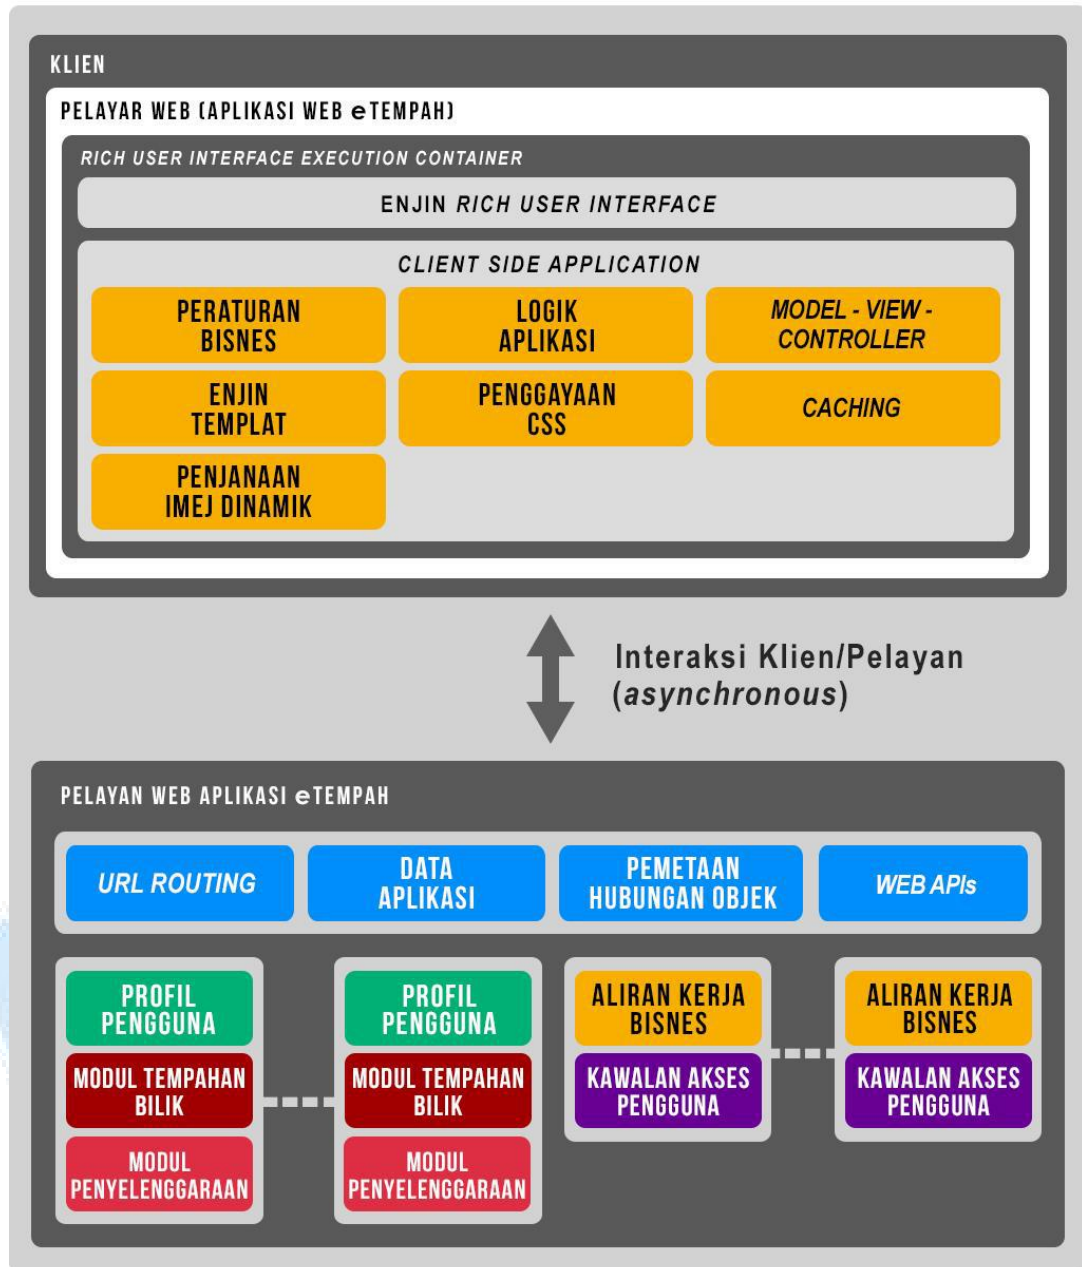 KLIEN
PELAYAR WEB (APLIKASI WEB eTEMPAH)
RICH USER INTERFACE EXECUTION CONTAINER
ENJIN RICH USER INTERFACE
CLIENT SIDE APPLICATION
PERATURAN
BISNES
LOGIK
APLIKASI
MODEL - VIEW -
CONTROLLER
ENJIN
TEMPLAT
PENGGAYAAN
CSS
CACHING
PENJANAAN
IMEJ DINAMIK
Interaksi Klien/Pelayan
(asynchronous)
PELAYAN WEB APLIKASI eTEMPAH
URL ROUTING
DATA
APLIKASI
PEMETAAN
HUBUNGAN OBJEK
WEB APIs
PROFIL
PENGGUNA
MODUL TEMPAHAN
BILIK
MODUL
PENYELENGGARAAN
PROFIL
PENGGUNA
MODUL TEMPAHAN
BILIK
MODUL
PENYELENGGARAAN
ALIRAN KERJA
BISNES
KAWALAN AKSES
PENGGUNA
ALIRAN KERJA
BISNES
KAWALAN AKSES
PENGGUNA